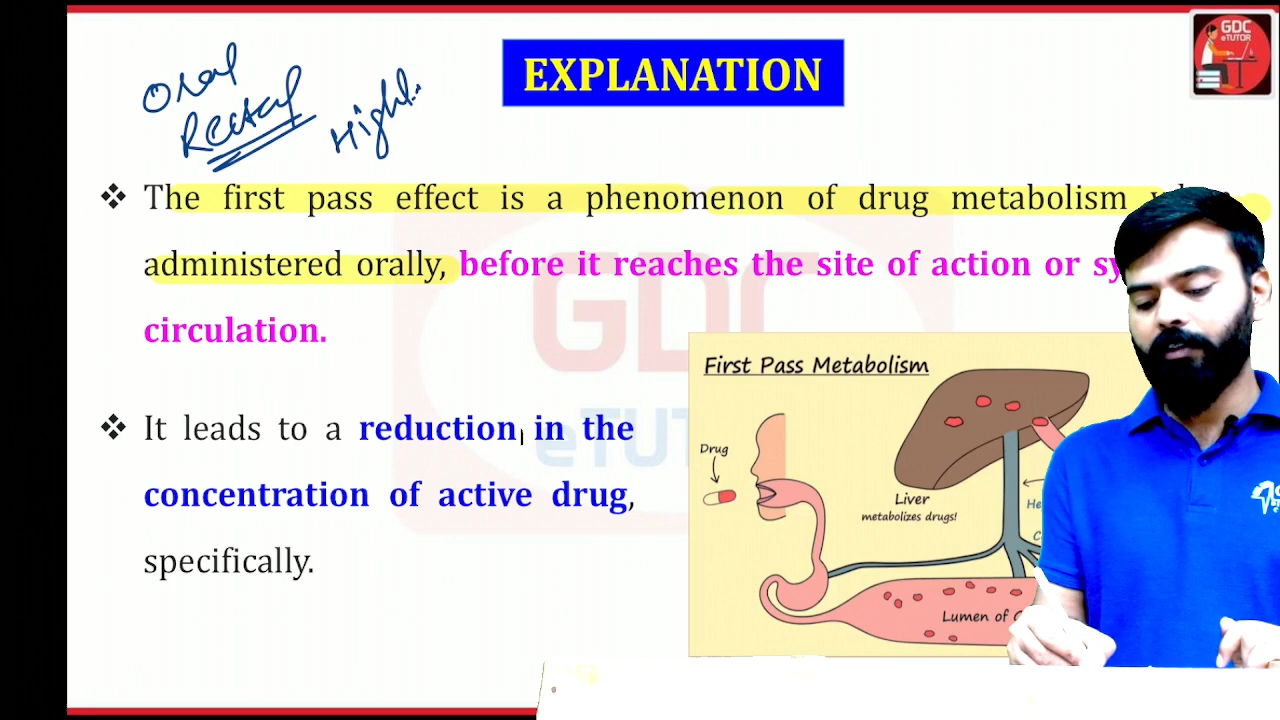 GDC
eTUTOR
EXPLANATION
Oral
Rectal
High..
❖ The first pass effect is a phenomenon of drug metabolism
administered orally, before it reaches the site of action or
circulation.
❖ It leads to a reduction in the
concentration of active drug,
specifically.
First Pass Metabolism
Drug
Liver
metabolizes drugs!
Lumen of
GDC
eTUT